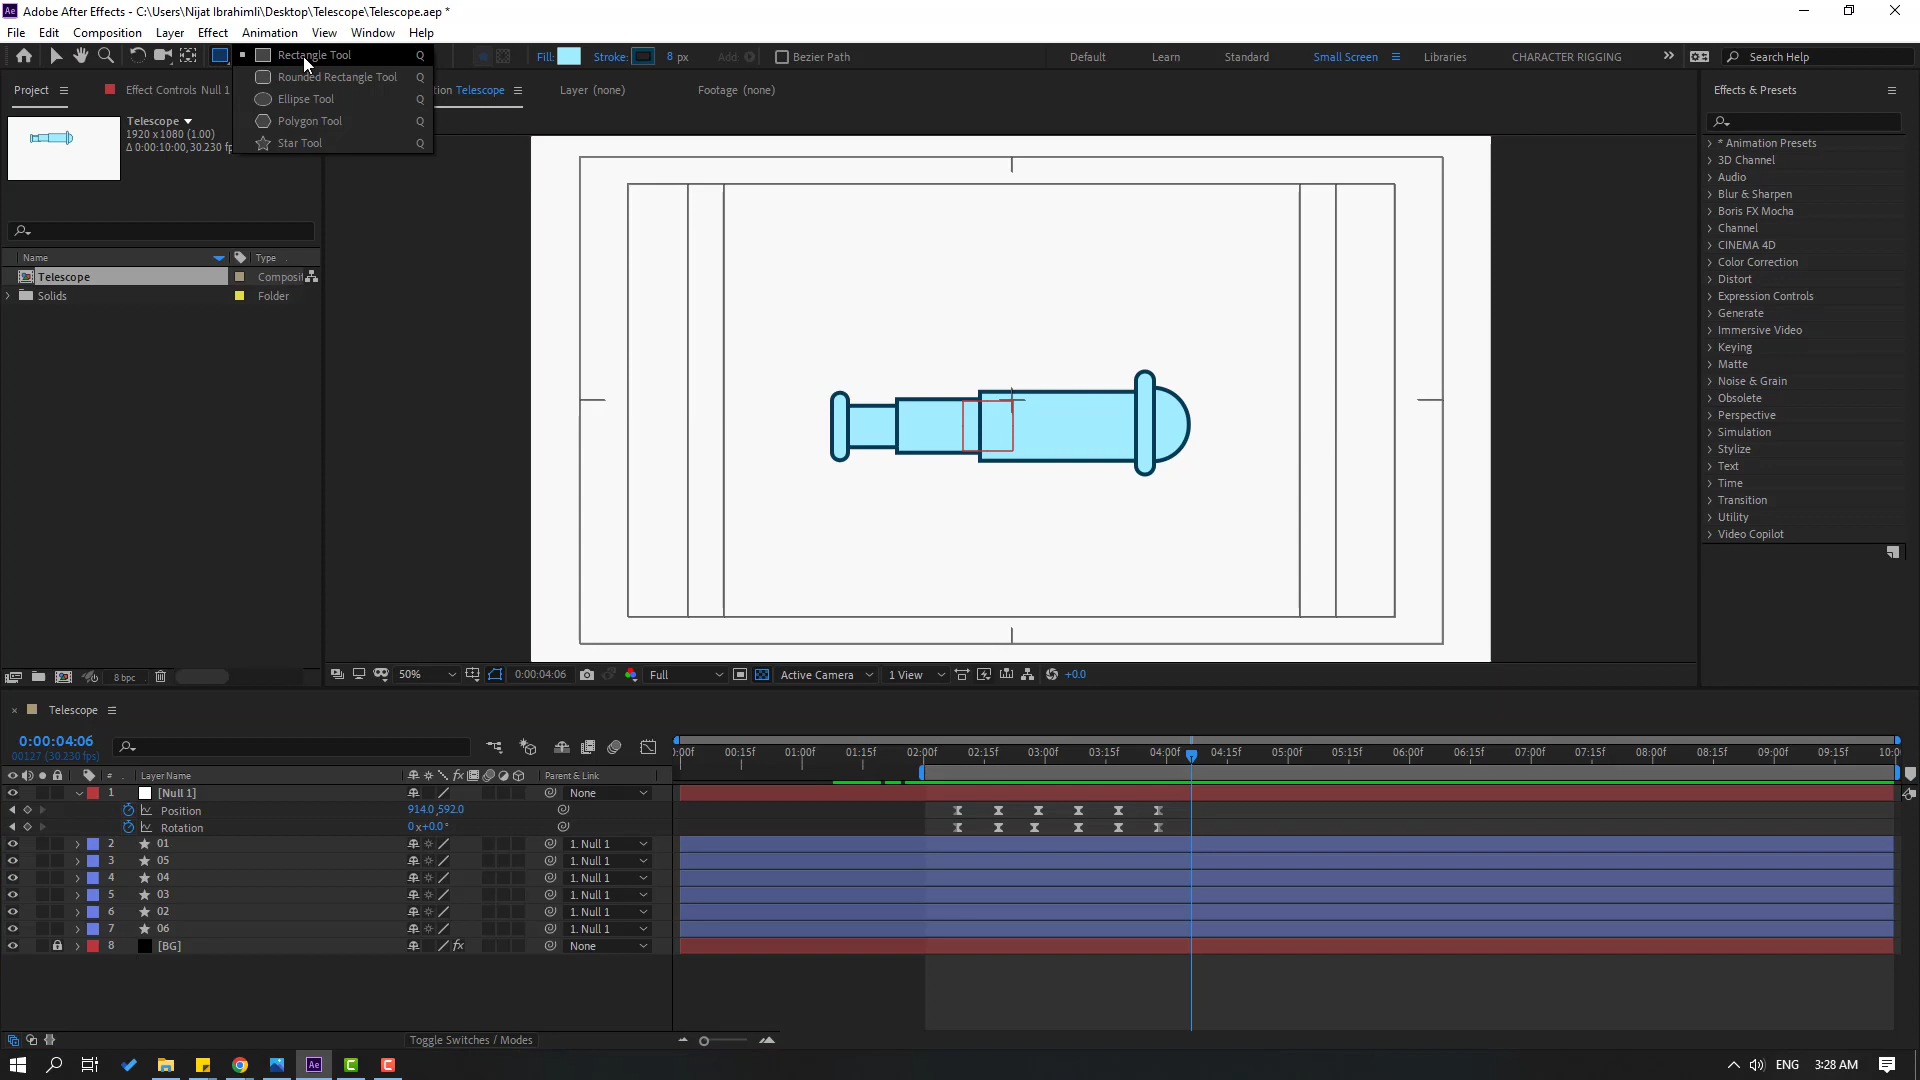 Adobe After Effects - C:\Users\Nijat Ibrahimli\Desktop\Telescope\Telescope.aep *
File Edit Composition Layer Effect Animation View Window Help
Fill: Stroke: 8 px Add: Bezier Path Default Learn Standard Small Screen Libraries CHARACTER RIGGING Search Help
Rectangle Tool Q
Rounded Rectangle Tool Q
Ellipse Tool Q
Polygon Tool Q
Star Tool Q
Project Effect Controls Null 1 tion Telescope Layer (none) Footage (none) Effects & Presets
Telescope
1920 x 1080 (1.00)
Δ 0:00:10:00, 30.230 fp
Name Type
Telescope Composit
Solids Folder
* Animation Presets
3D Channel
Audio
Blur & Sharpen
Boris FX Mocha
Channel
CINEMA 4D
Color Correction
Distort
Expression Controls
Generate
Immersive Video
Keying
Matte
Noise & Grain
Obsolete
Perspective
Simulation
Stylize
Text
Time
Transition
Utility
Video Copilot
8 bpc 50% 0:00:04:06 Full Active Camera 1 View +0.0
Telescope
0:00:04:06
00127 (30.230 fps)
:00f 00:15f 01:00f 01:15f 02:00f 02:15f 03:00f 03:15f 04:00f 04:15f 05:00f 05:15f 06:00f 06:15f 07:00f 07:15f 08:00f 08:15f 09:00f 09:15f 10:00
# Layer Name fx Parent & Link
1 [Null 1] None
Position 914.0,592.0
Rotation 0x+0.0°
2 01 1. Null 1
3 05 1. Null 1
4 04 1. Null 1
5 03 1. Null 1
6 02 1. Null 1
7 06 1. Null 1
8 [BG] fx None
Toggle Switches / Modes
Ae ENG 3:28 AM